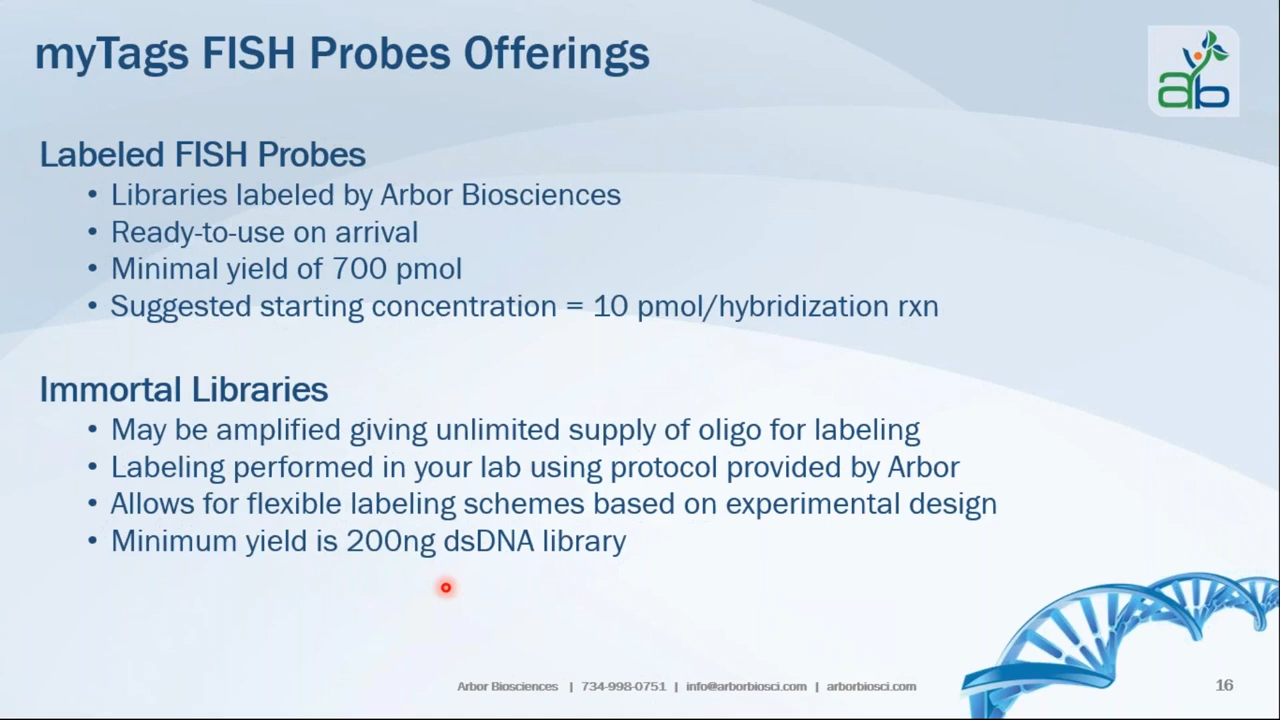 myTags FISH Probes Offerings
ab
Labeled FISH Probes
• Libraries labeled by Arbor Biosciences
• Ready-to-use on arrival
• Minimal yield of 700 pmol
• Suggested starting concentration = 10 pmol/hybridization rxn
Immortal Libraries
• May be amplified giving unlimited supply of oligo for labeling
• Labeling performed in your lab using protocol provided by Arbor
• Allows for flexible labeling schemes based on experimental design
• Minimum yield is 200ng dsDNA library
Arbor Biosciences | 734-998-0751 | info@arborbiosci.com | arborbiosci.com
16